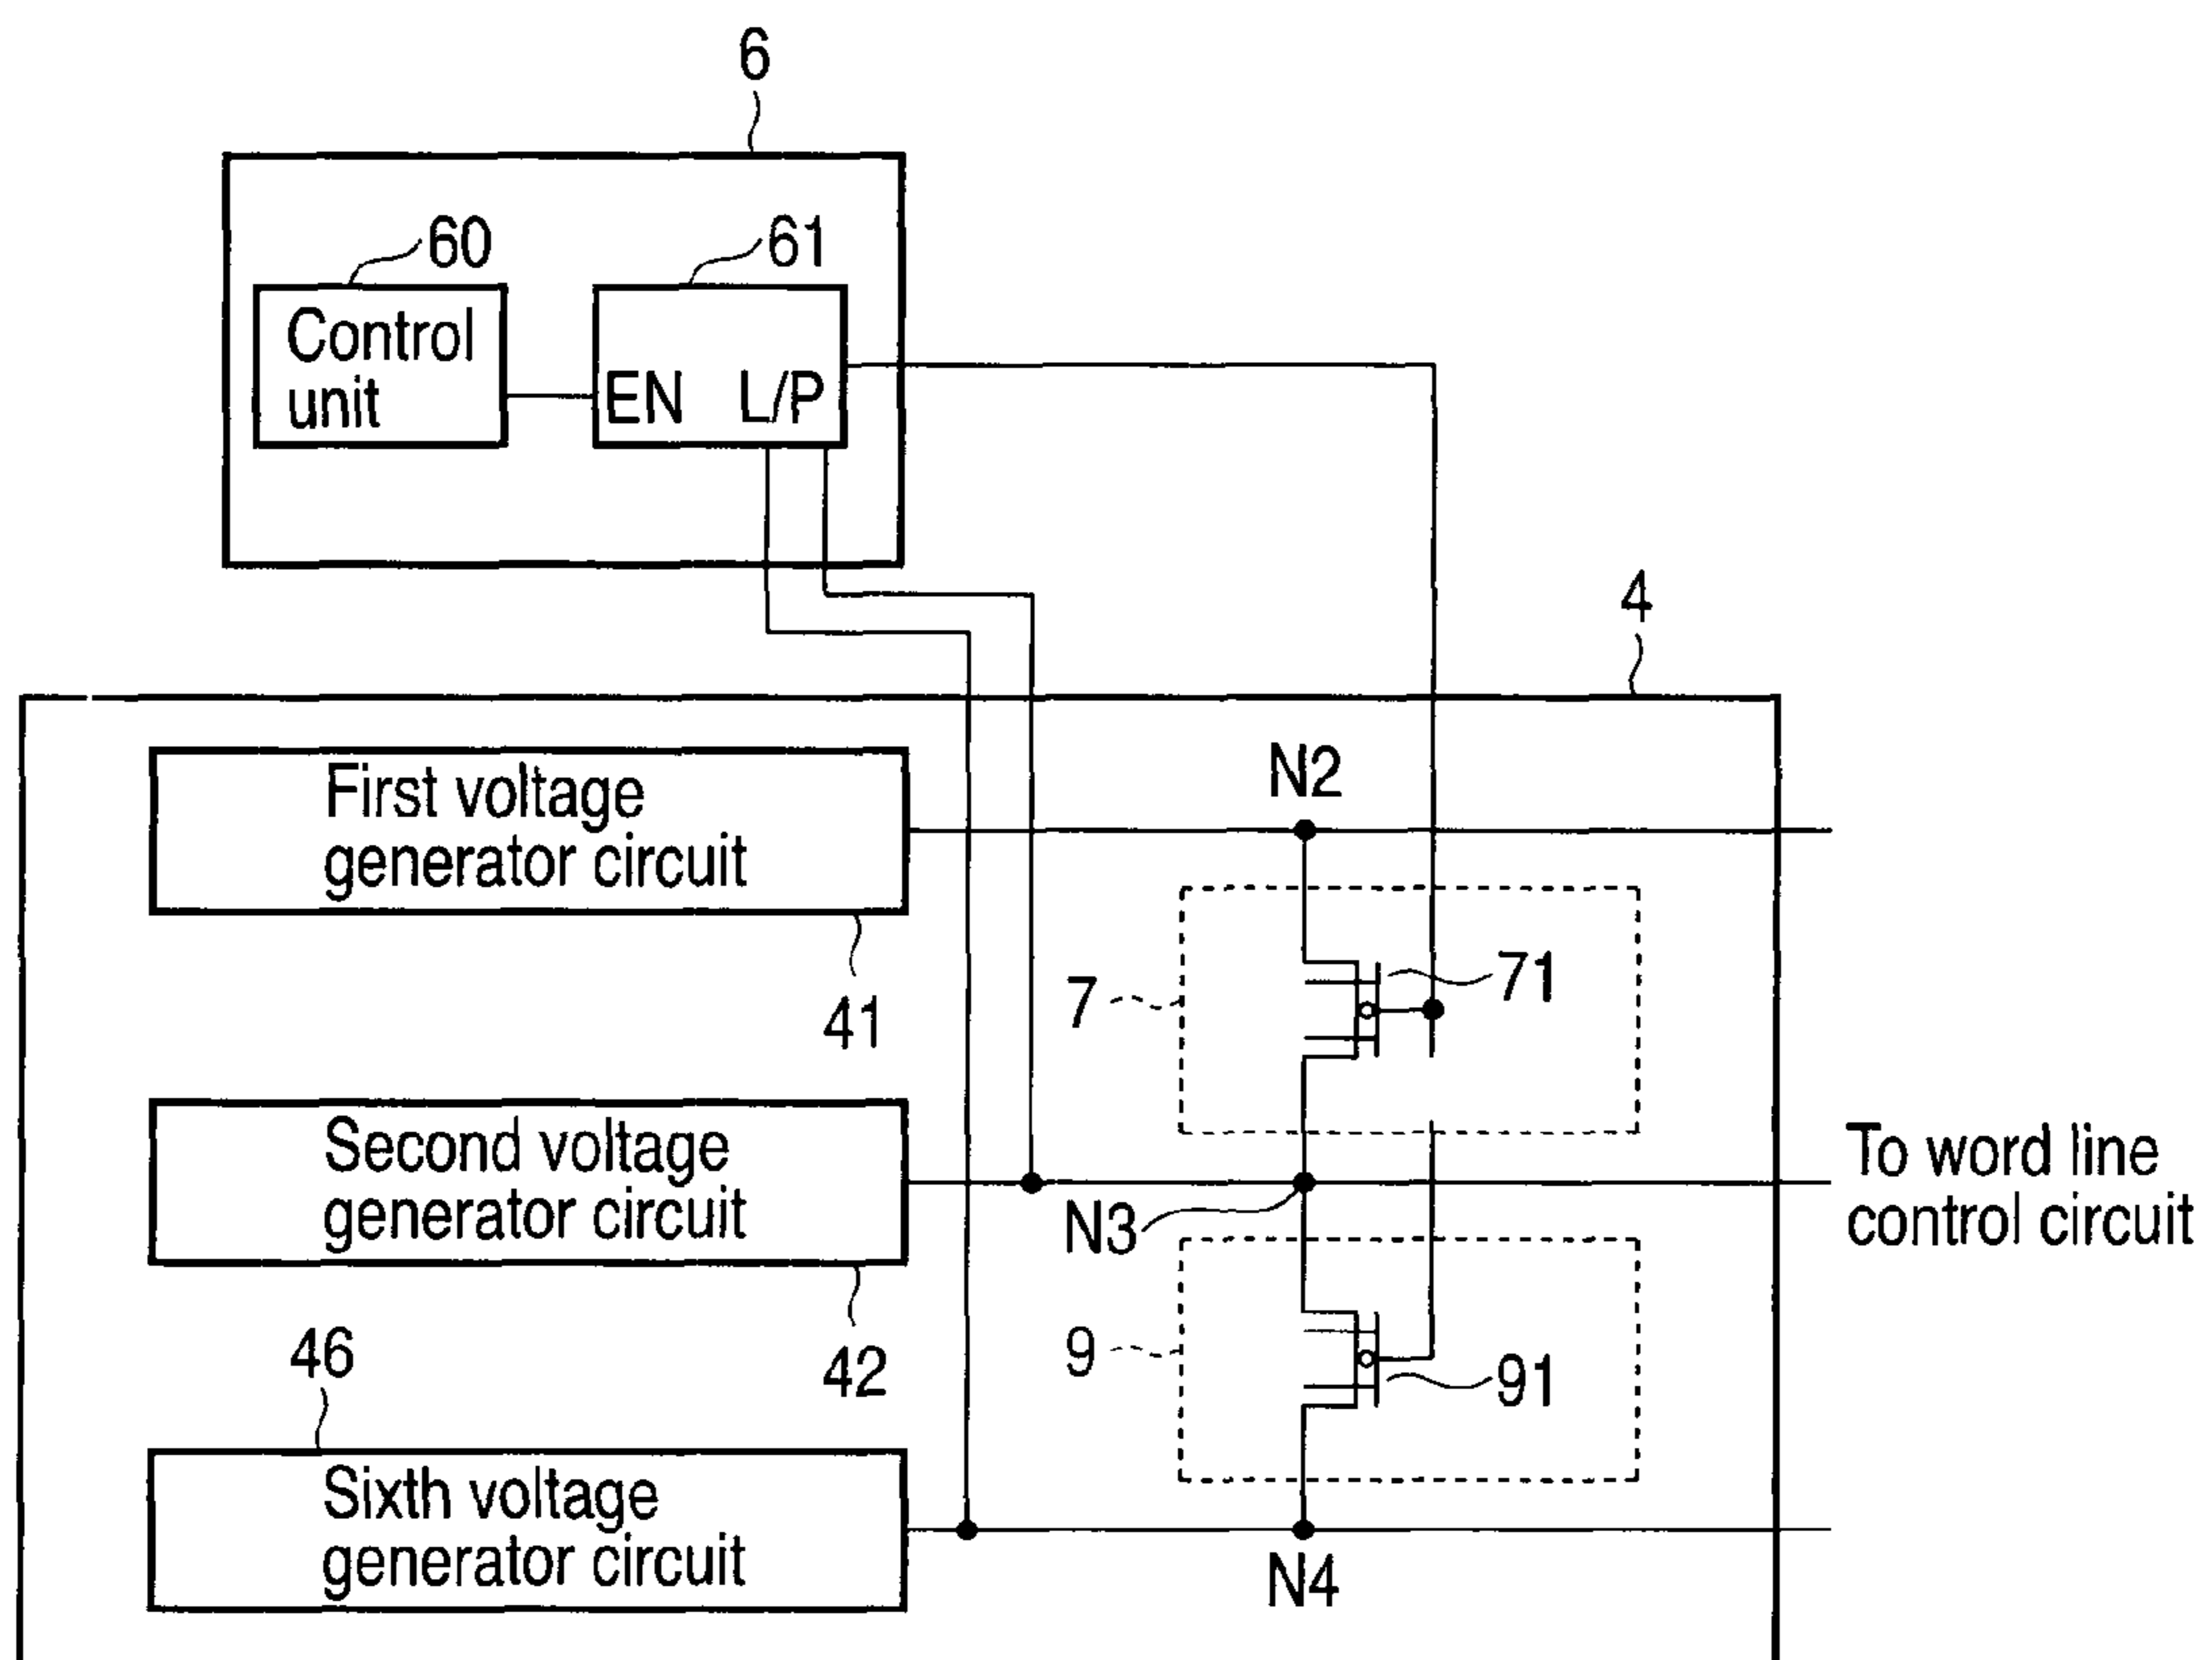 6
60
61
Control
unit
EN L/P
4
First voltage
generator circuit
41
N2
7
71
Second voltage
generator circuit
42
N3
To word line
control circuit
9
91
46
Sixth voltage
generator circuit
N4